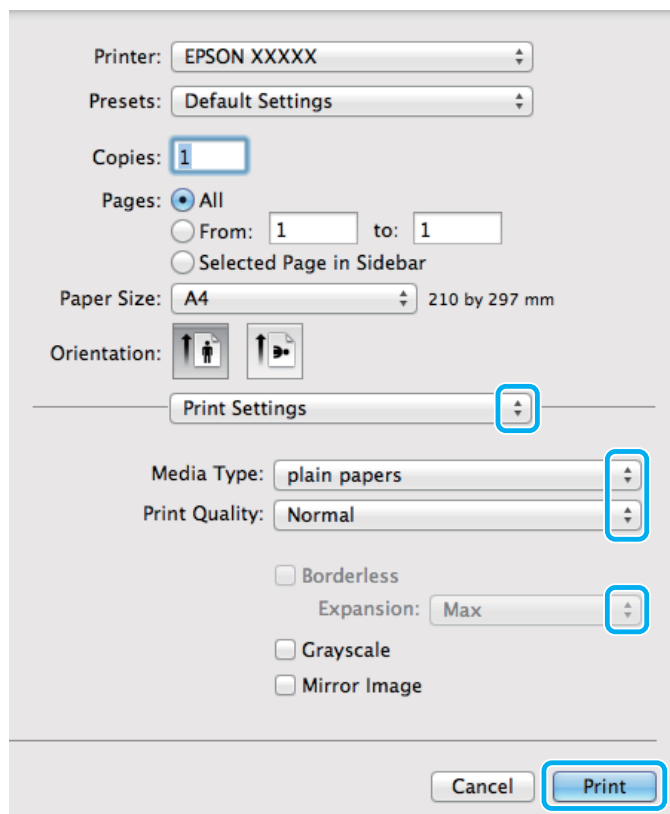 Printer: EPSON XXXXX
Presets: Default Settings
Copies: 1
Pages: All
From: 1 to: 1
Selected Page in Sidebar
Paper Size: A4 210 by 297 mm
Orientation:
Print Settings
Media Type: plain papers
Print Quality: Normal
Borderless
Expansion: Max
Grayscale
Mirror Image
Cancel Print